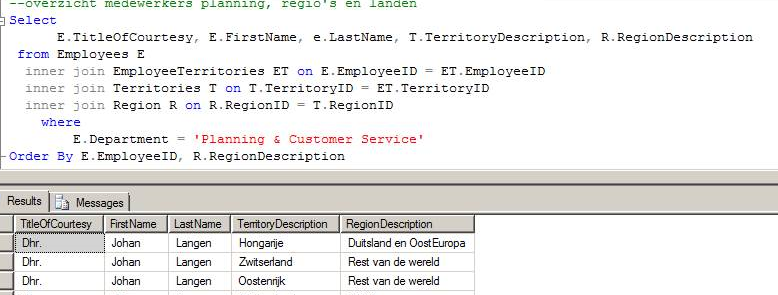 --overzicht medewerkers planning, regio's en landen
Select
E.TitleOfCourtesy, E.FirstName, e.LastName, T.TerritoryDescription, R.RegionDescription
from Employees E
inner join EmployeeTerritories ET on E.EmployeeID = ET.EmployeeID
inner join Territories T on T.TerritoryID = ET.TerritoryID
inner join Region R on R.RegionID = T.RegionID
where
E.Department = 'Planning & Customer Service'
Order By E.EmployeeID, R.RegionDescription
Results Messages
TitleOfCourtesy FirstName LastName TerritoryDescription RegionDescription
Dhr. Johan Langen Hongarije Duitsland en OostEuropa
Dhr. Johan Langen Zwitserland Rest van de wereld
Dhr. Johan Langen Oostenrijk Rest van de wereld